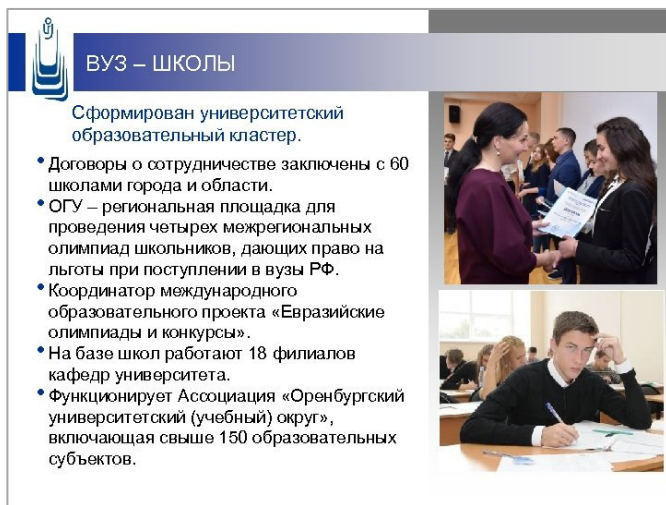 ВУЗ – ШКОЛЫ
Сформирован университетский
образовательный кластер.
• Договоры о сотрудничестве заключены с 60
школами города и области.
• ОГУ – региональная площадка для
проведения четырех межрегиональных
олимпиад школьников, дающих право на
льготы при поступлении в вузы РФ.
• Координатор международного
образовательного проекта «Евразийские
олимпиады и конкурсы».
• На базе школ работают 18 филиалов
кафедр университета.
• Функционирует Ассоциация «Оренбургский
университетский (учебный) округ»,
включающая свыше 150 образовательных
субъектов.